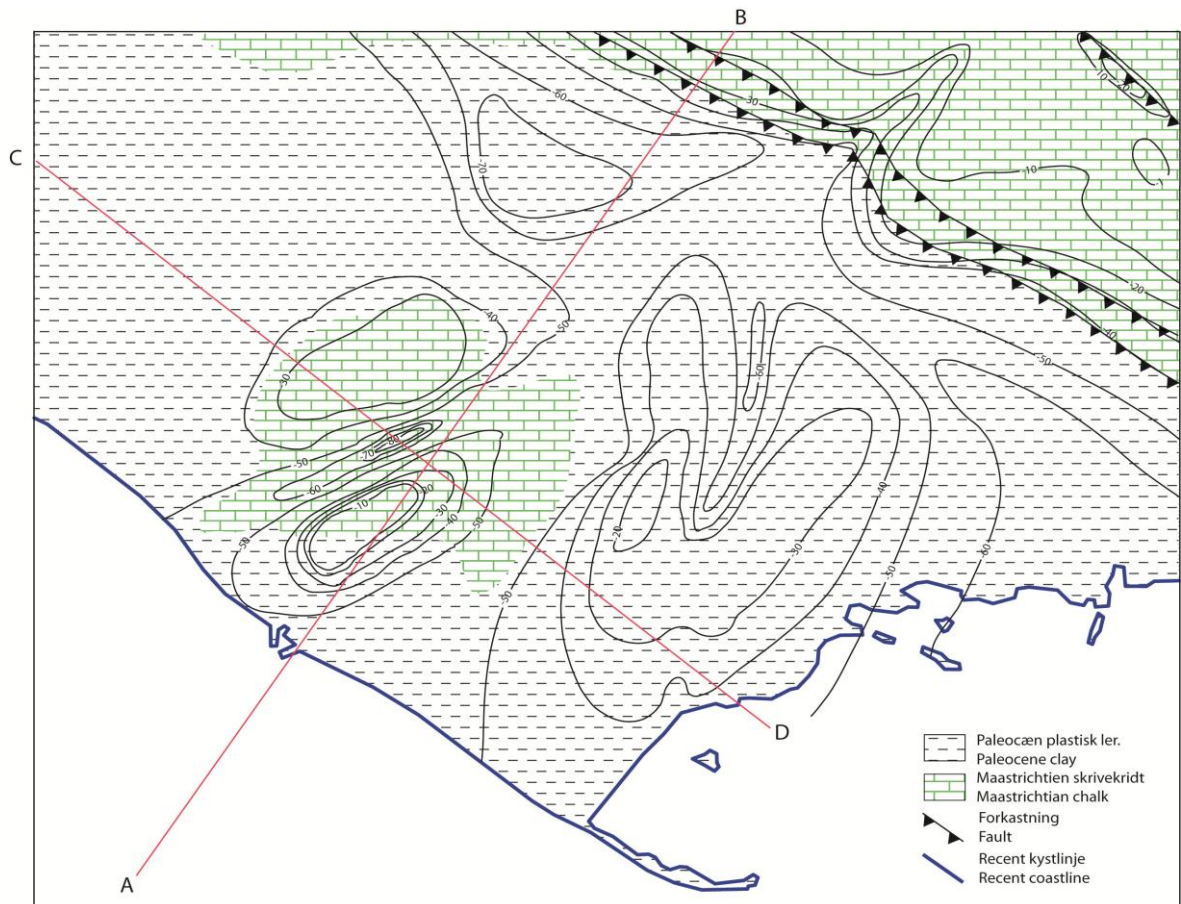 B
-60
-30
-10
-20
C
-70
-10
-20
-40
-50
-40
-50
-60
-30
-80
-70
-50
-60
-20
-40
-10
-30
-40
-50
-20
-50
-30
-60
-50
-50
D
Paleocæn plastisk ler.
Paleocene clay
Maastrichtien skrivekridt
Maastrichtian chalk
Forkastning
Fault
Recent kystlinje
Recent coastline
A